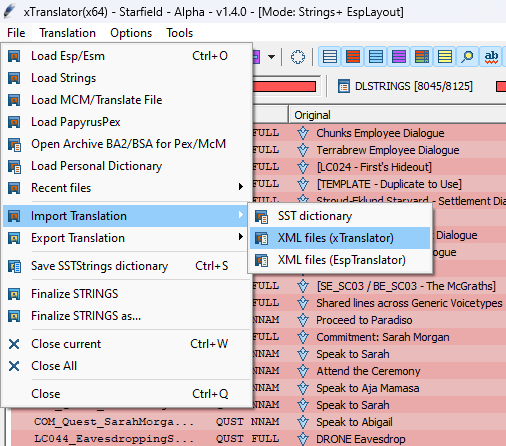 xTranslator(x64) - Starfield - Alpha - v1.4.0 - [Mode: Strings+ EspLayout]
File Translation Options Tools
Load Esp/Esm Ctrl+O
Load Strings
Load MCM/Translate File
Load PapyrusPex
Open Archive BA2/BSA for Pex/McM
Load Personal Dictionary
Recent files
Import Translation
Export Translation
Save SSTStrings dictionary Ctrl+S
Finalize STRINGS
Finalize STRINGS as...
Close current Ctrl+W
Close All
Close Ctrl+Q
SST dictionary
XML files (xTranslator)
XML files (EspTranslator)
ab
DLSTRINGS [8045/8125]
Original
FULL Chunks Employee Dialogue
FULL Terrabrew Employee Dialogue
FULL [LC024 - First's Hideout]
FULL [TEMPLATE - Duplicate to Use]
FULL Stroud-Eklund Staryard - Settlement Dia
Dialogue
FULL [SE_SC03 / BE_SC03 - The McGraths]
FULL Shared lines across Generic Voicetypes
NNAM Proceed to Paradiso
FULL Commitment: Sarah Morgan
NNAM Speak to Sarah
NNAM Attend the Ceremony
NNAM Speak to Aja Mamasa
NNAM Speak to Sarah
COM_Quest_SarahMorga... QUST NNAM Speak to Abigail
LC044_EavesdroppingS... QUST FULL DRONE Eavesdrop